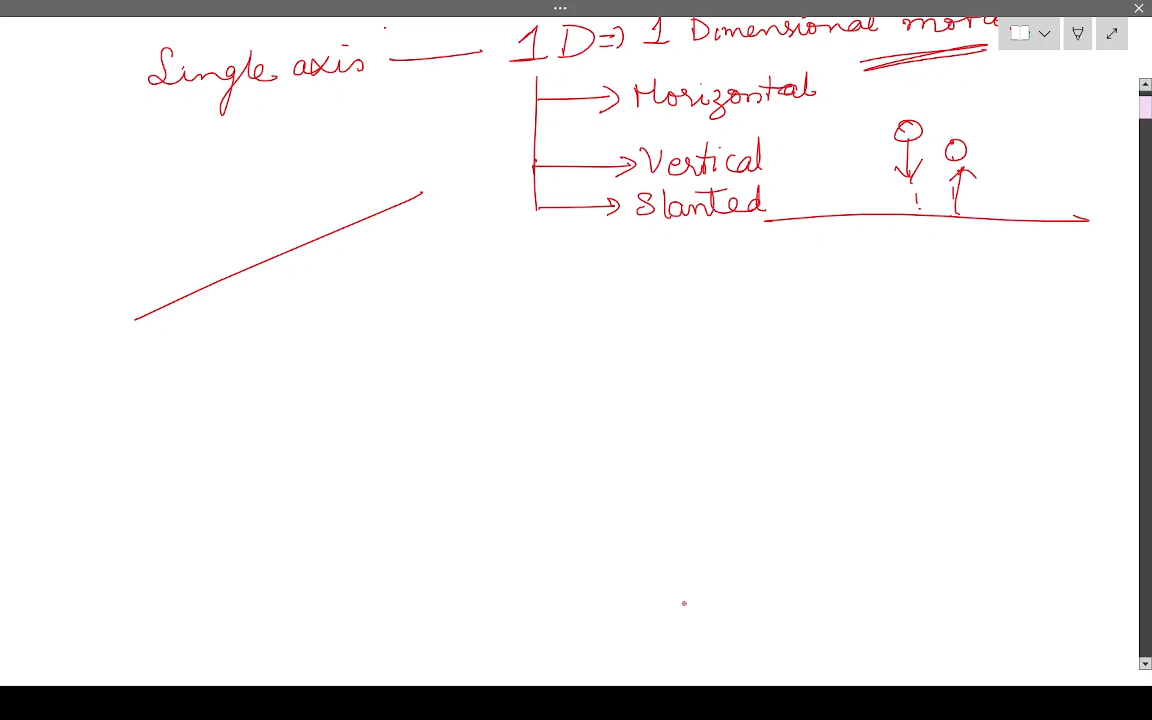 Single axis — 1D => 1 Dimensional
→ Horizontal
→ Vertical
→ Slanted